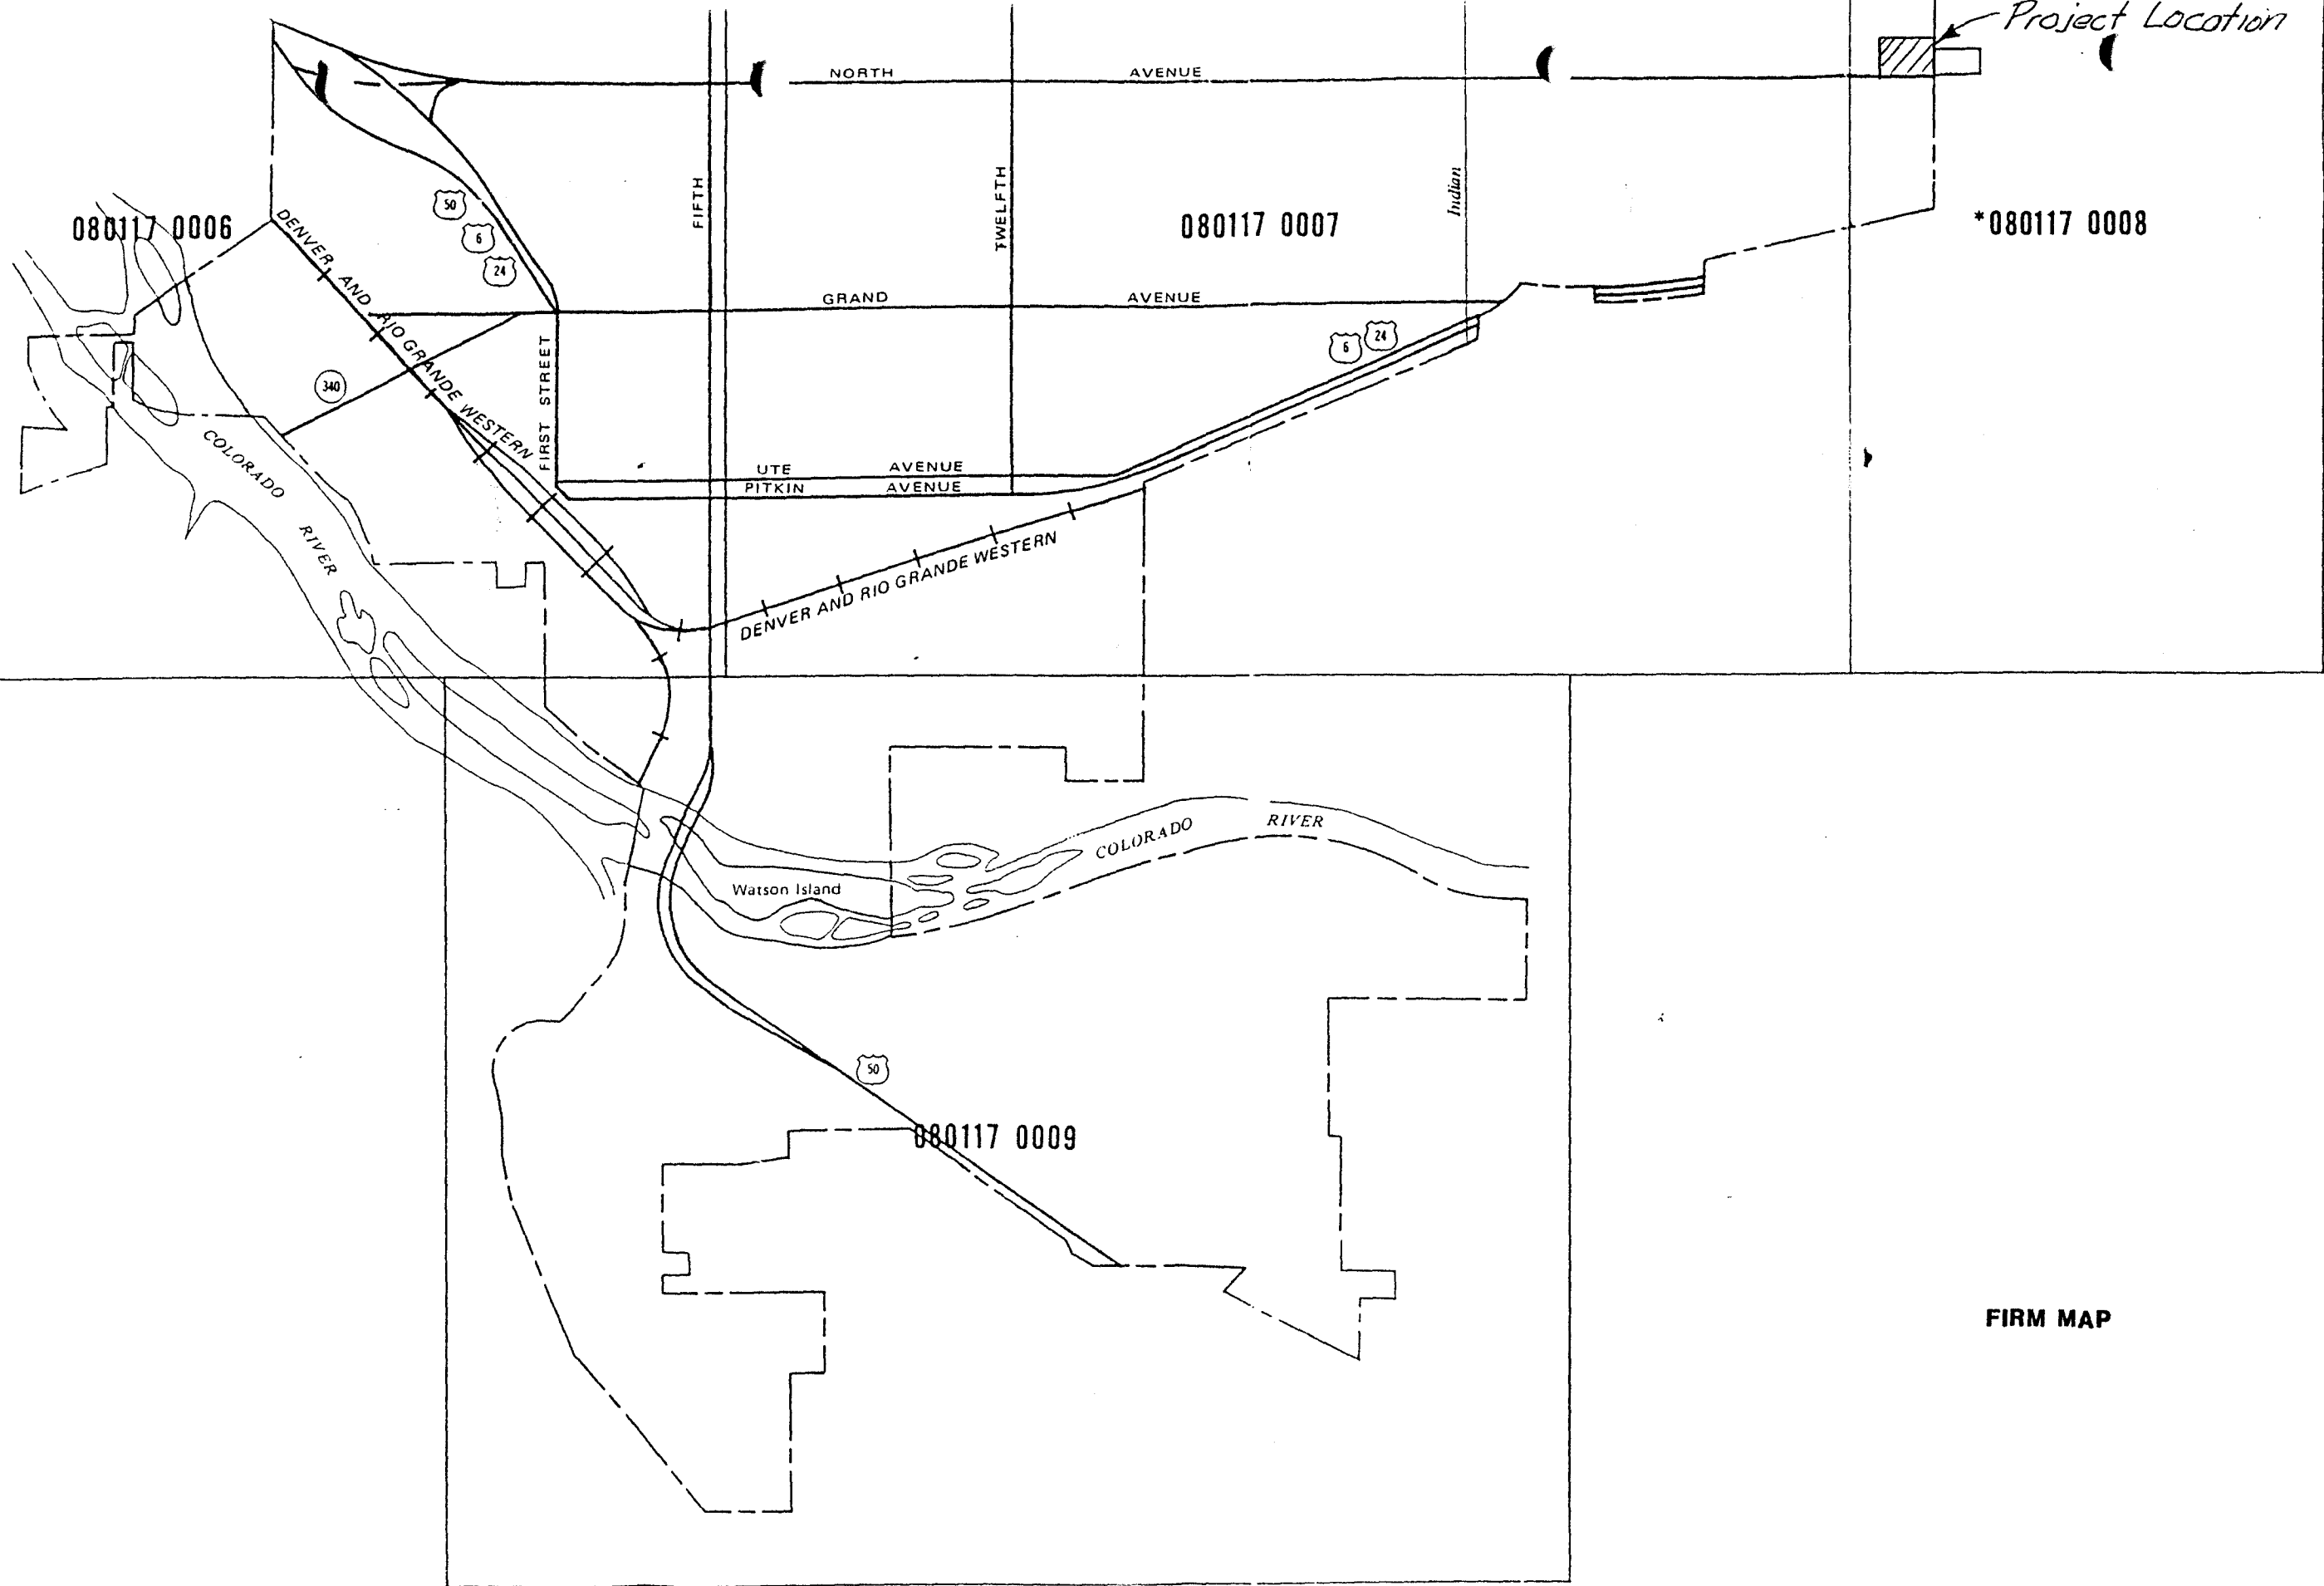 Project Location
NORTH AVENUE
50
6
24
FIFTH
TWELFTH
Indian
080117 0006
080117 0007
*080117 0008
DENVER AND RIO GRANDE WESTERN
GRAND AVENUE
6
24
340
FIRST STREET
COLORADO RIVER
UTE AVENUE
PITKIN AVENUE
DENVER AND RIO GRANDE WESTERN
COLORADO RIVER
Watson Island
50
080117 0009
FIRM MAP